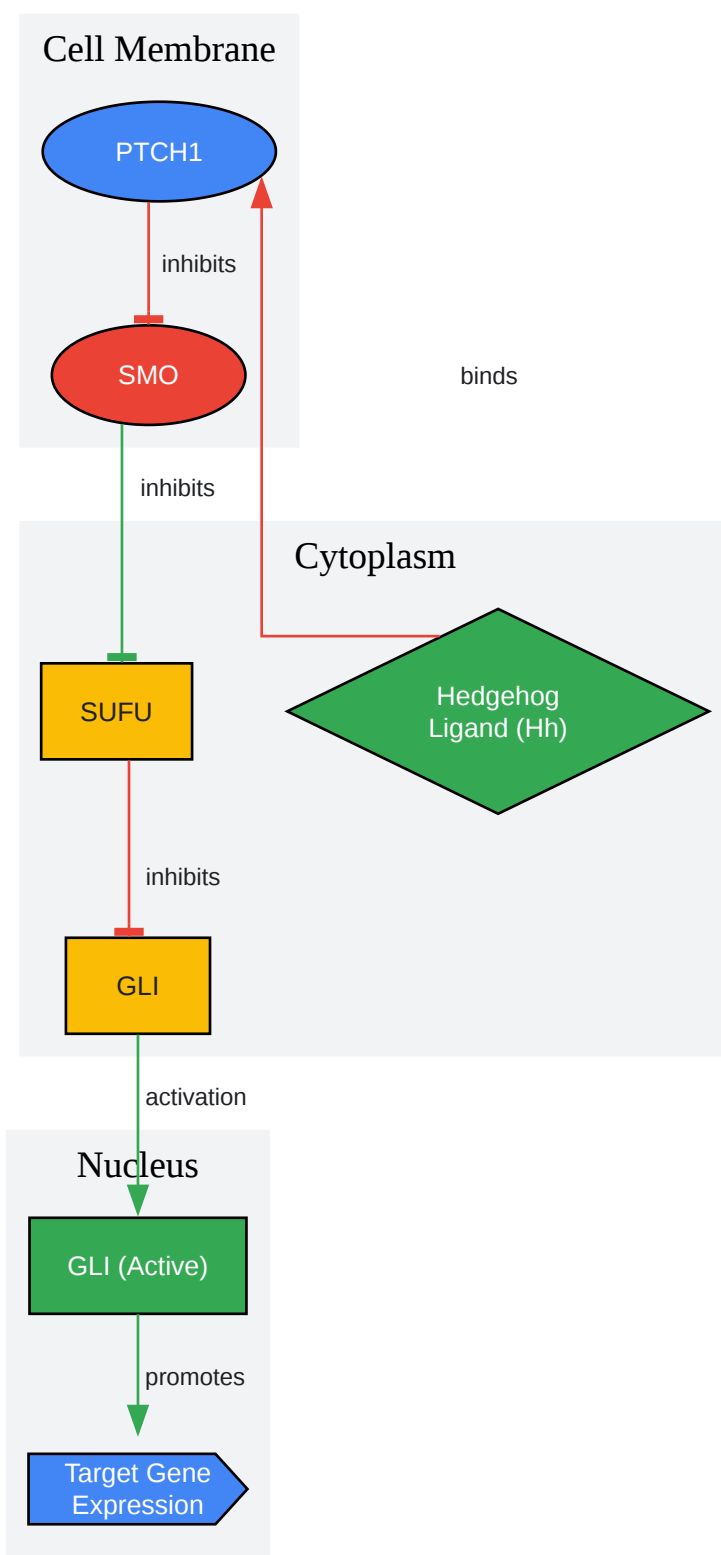 Cell Membrane
PTCH1
inhibits
SMO
binds
inhibits
Cytoplasm
SUFU
Hedgehog
Ligand (Hh)
inhibits
GLI
activation
Nucleus
GLI (Active)
promotes
Target Gene
Expression